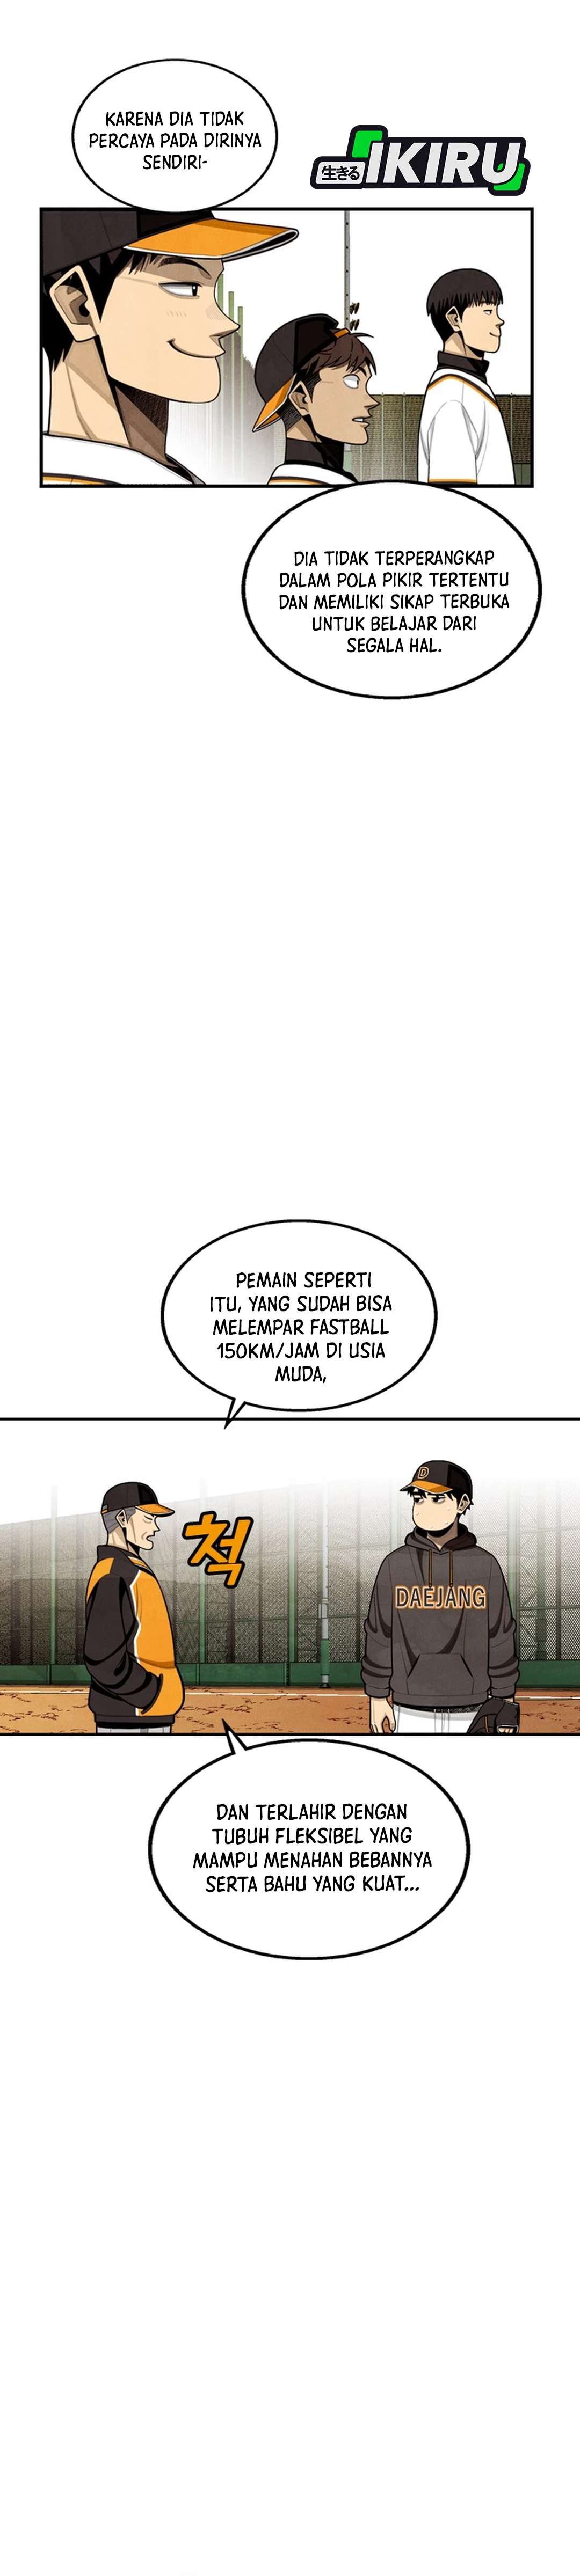 KARENA DIA TIDAK
PERCAYA PADA DIRINYA
SENDIRI-
生きる IKIRU
DIA TIDAK TERPERANGKAP
DALAM POLA PIKIR TERTENTU
DAN MEMILIKI SIKAP TERBUKA
UNTUK BELAJAR DARI
SEGALA HAL.
PEMAIN SEPERTI
ITU, YANG SUDAH BISA
MELEMPAR FASTBALL
150KM/JAM DI USIA
MUDA,
D
척
DAEJANG
DAN TERLAHIR DENGAN
TUBUH FLEKSIBEL YANG
MAMPU MENAHAN BEBANNYA
SERTA BAHU YANG KUAT...